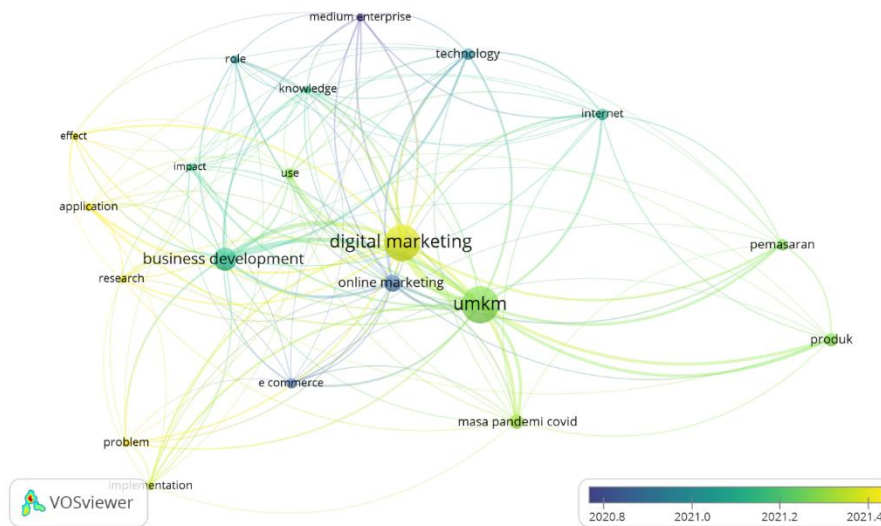 medium enterprise
technology
role
knowledge
internet
effect
impact
use
application
digital marketing
pemasaran
business development
research
online marketing
umkm
produk
e commerce
masa pandemi covid
problem
implementation
VOSviewer
2020.8 2021.0 2021.2 2021.4